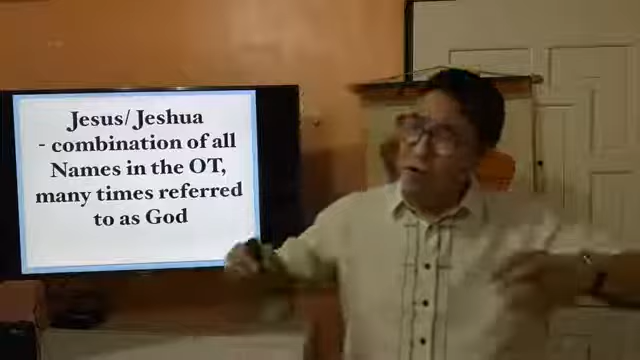 Jesus/ Jeshua
- combination of all
Names in the OT,
many times referred
to as God